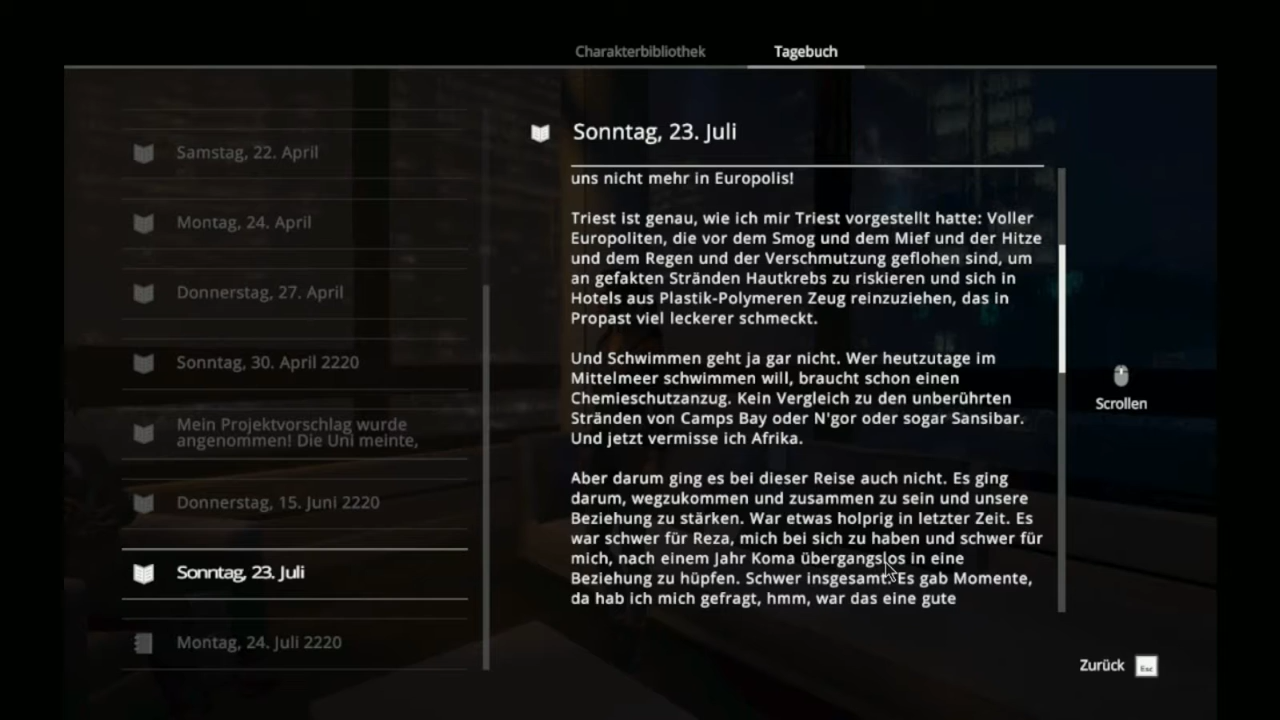 Charakterbibliothek
Tagebuch
Samstag, 22. April
Montag, 24. April
Donnerstag, 27. April
Sonntag, 30. April 2220
Mein Projektvorschlag wurde
angenommen! Die Uni meinte,
Donnerstag, 15. Juni 2220
Sonntag, 23. Juli
Montag, 24. Juli 2220
Sonntag, 23. Juli
uns nicht mehr in Europolis!
Triest ist genau, wie ich mir Triest vorgestellt hatte: Voller
Europoliten, die vor dem Smog und dem Mief und der Hitze
und dem Regen und der Verschmutzung geflohen sind, um
an gefakten Stränden Hautkrebs zu riskieren und sich in
Hotels aus Plastik-Polymeren Zeug reinzuziehen, das in
Propast viel leckerer schmeckt.
Und Schwimmen geht ja gar nicht. Wer heutzutage im
Mittelmeer schwimmen will, braucht schon einen
Chemieschutzanzug. Kein Vergleich zu den unberührten
Stränden von Camps Bay oder N'gor oder sogar Sansibar.
Und jetzt vermisse ich Afrika.
Aber darum ging es bei dieser Reise auch nicht. Es ging
darum, wegzukommen und zusammen zu sein und unsere
Beziehung zu stärken. War etwas holprig in letzter Zeit. Es
war schwer für Reza, mich bei sich zu haben und schwer für
mich, nach einem Jahr Koma übergangslos in eine
Beziehung zu hüpfen. Schwer insgesamt. Es gab Momente,
da hab ich mich gefragt, hmm, war das eine gute
Scrollen
Zurück
Esc